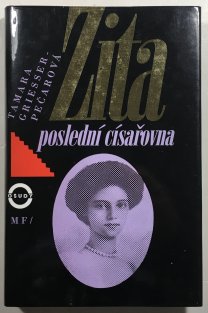 Zita
TAMARA
GRIESSER
PEČAROVÁ
poslední císařovna
OSUDY
MF/